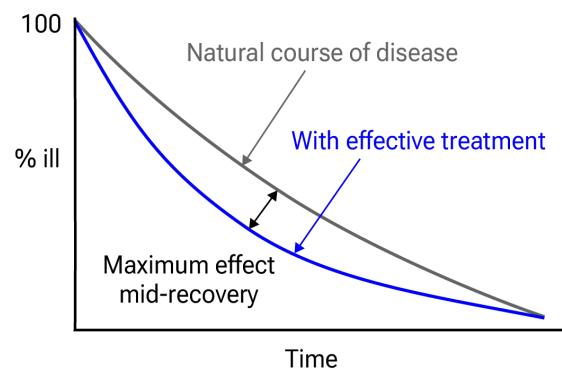 100
Natural course of disease
With effective treatment
% ill
Maximum effect
mid-recovery
Time